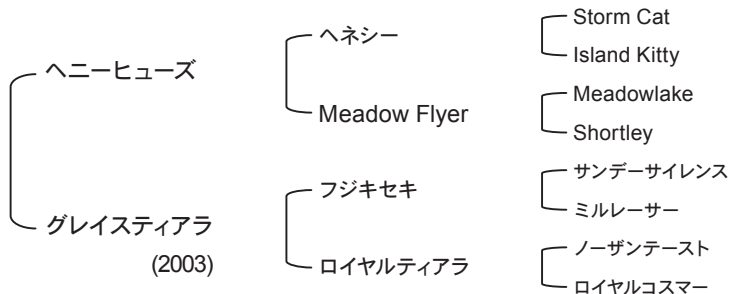 ヘニーヒューズ
グレイスティアラ
(2003)
ヘネシー
Meadow Flyer
フジキセキ
ロイヤルティアラ
Storm Cat
Island Kitty
Meadowlake
Shortley
サンデーサイレンス
ミルレーサー
ノーザンテースト
ロイヤルコスマー